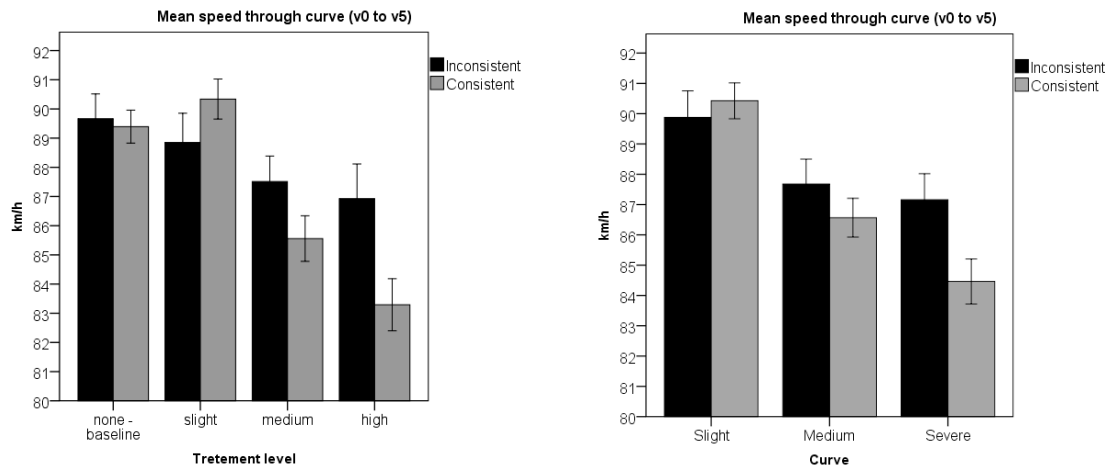 Mean speed through curve (v0 to v5)
92
91
90
89
88
87
86
85
84
83
82
81
80
km/h
none -
baseline
slight
medium
high
Tretement level
Inconsistent
Consistent
Mean speed through curve (v0 to v5)
92
91
90
89
88
87
86
85
84
83
82
81
80
km/h
Slight
Medium
Severe
Curve
Inconsistent
Consistent